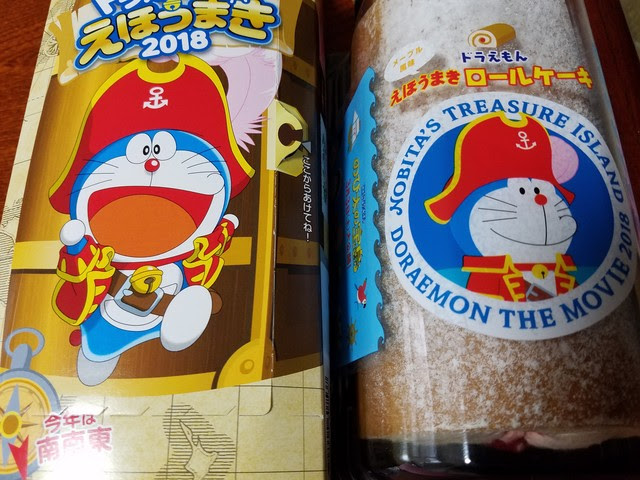 えほうまき
2018
ここからあけてね!
今年は
南南東
メープル
風味
ドラえもん
えほうまき ロールケーキ
NOBITA'S TREASURE ISLAND
DORAEMON THE MOVIE 2018